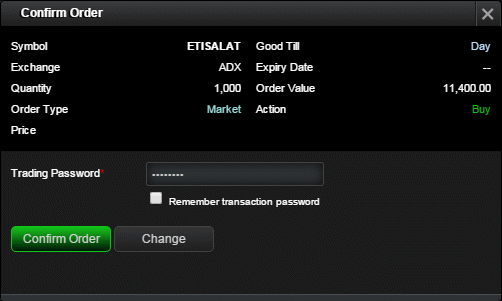 Confirm Order
Symbol ETISALAT Good Till Day
Exchange ADX Expiry Date --
Quantity 1,000 Order Value 11,400.00
Order Type Market Action Buy
Price
Trading Password* --------
Remember transaction password
Confirm Order Change